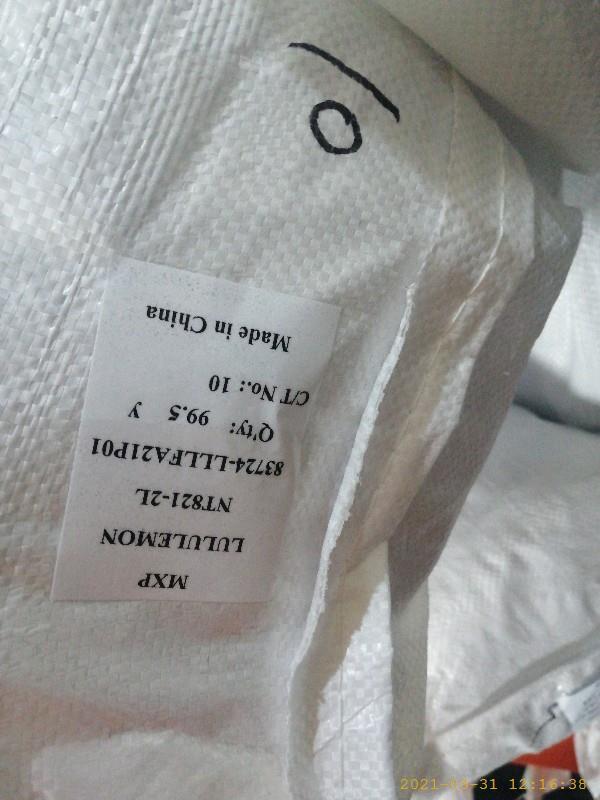 MXP
LULULEMON
NT821-2L
83724-LLLFA21P01
Q'ty: 99.5 Y
C/T No.: 10
Made in China
10
2021-03-31 12:16:38